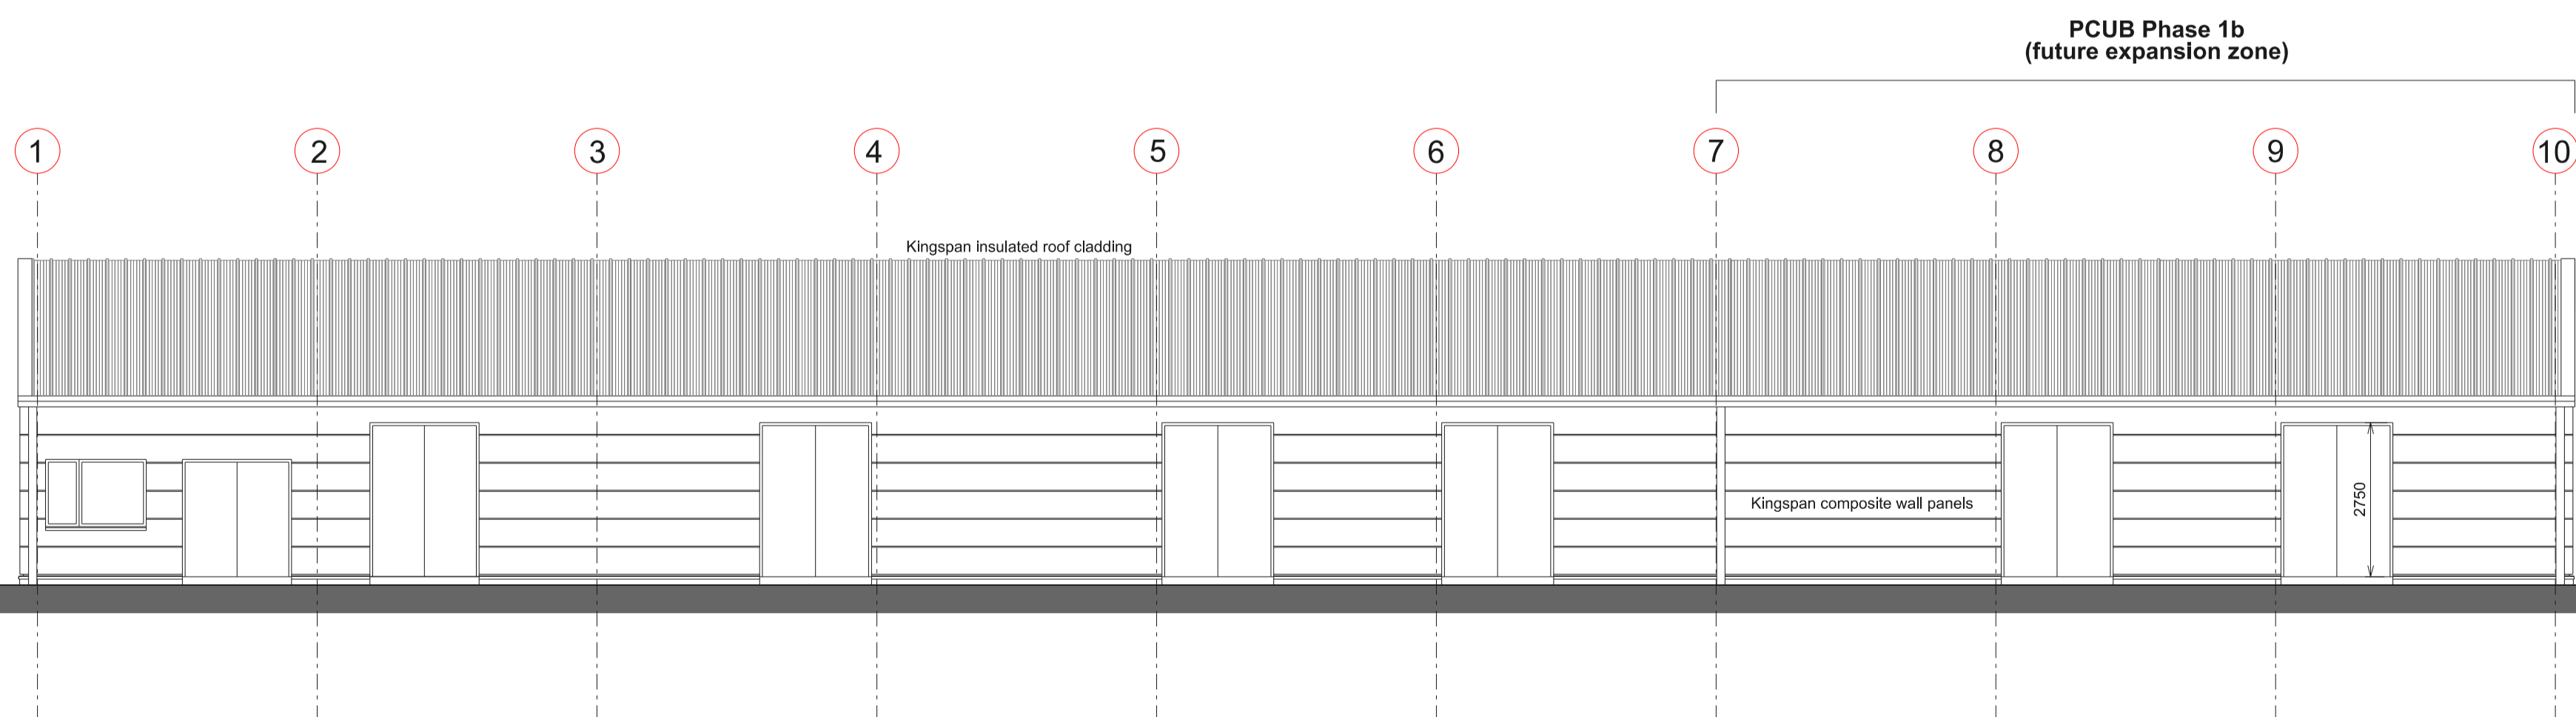 PCUB Phase 1b
(future expansion zone)
1 2 3 4 5 6 7 8 9 10
Kingspan insulated roof cladding
Kingspan composite wall panels
2750